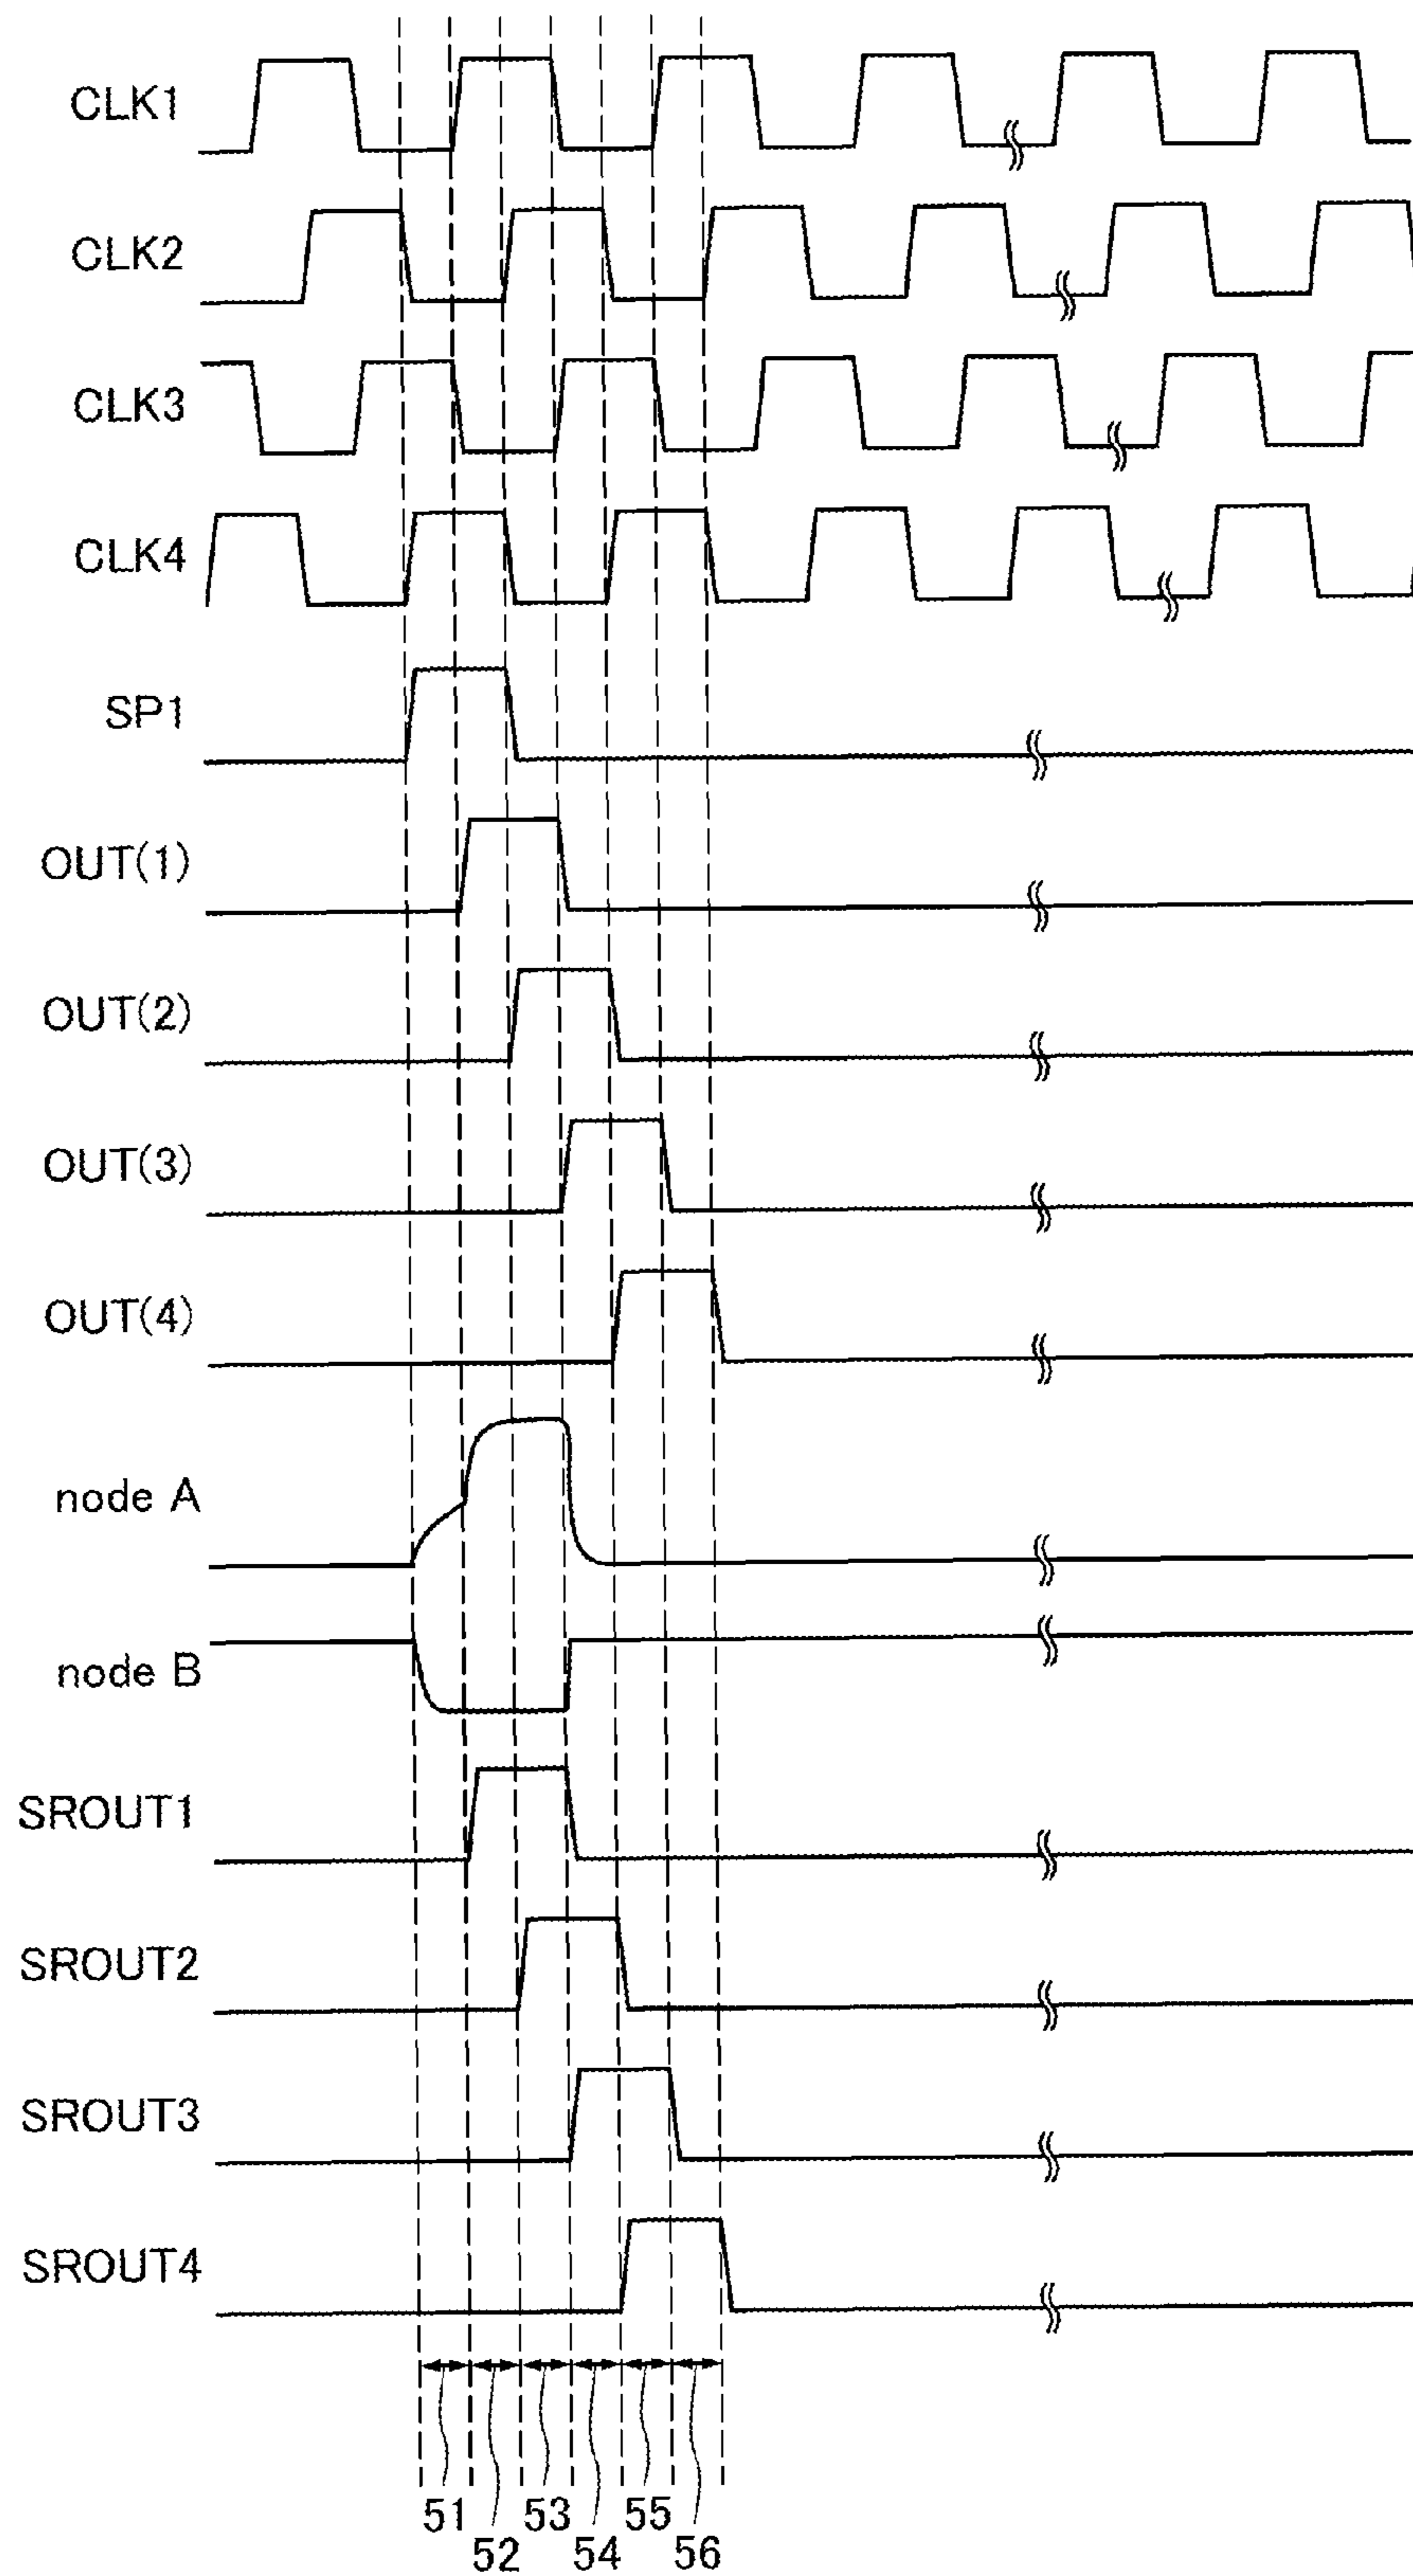 CLK1
CLK2
CLK3
CLK4
SP1
OUT(1)
OUT(2)
OUT(3)
OUT(4)
node A
node B
SROUT1
SROUT2
SROUT3
SROUT4
51 53 55
52 54 56